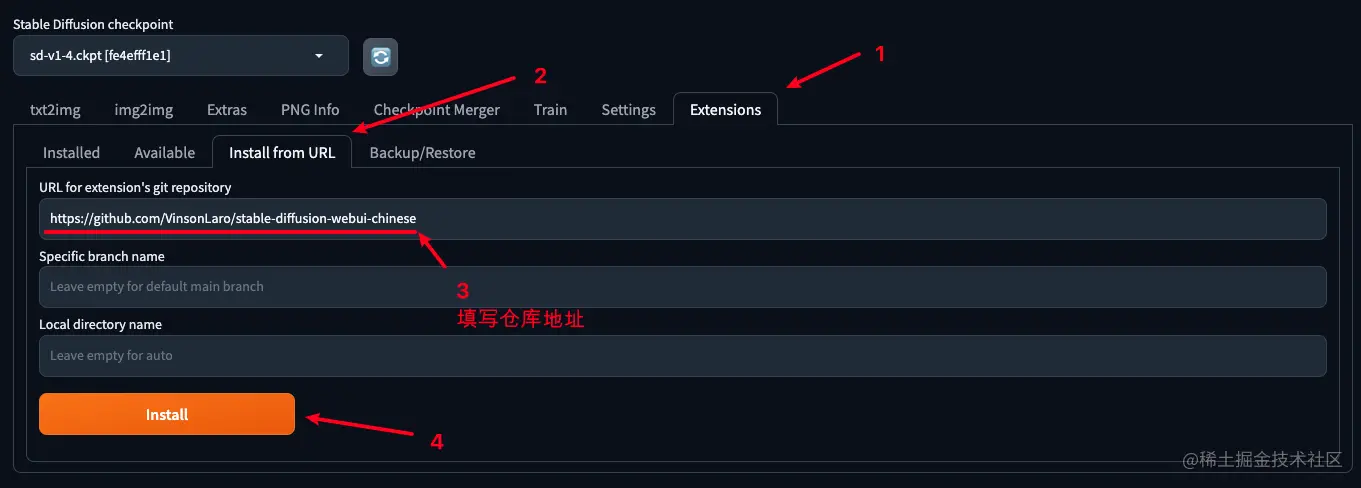 Stable Diffusion checkpoint
sd-v1-4.ckpt [fe4efff1e1]
1
2
txt2img img2img Extras PNG Info Checkpoint Merger Train Settings Extensions
Installed Available Install from URL Backup/Restore
URL for extension's git repository
https://github.com/VinsonLaro/stable-diffusion-webui-chinese
Specific branch name
Leave empty for default main branch
3
填写仓库地址
Local directory name
Leave empty for auto
Install
4
@稀土掘金技术社区